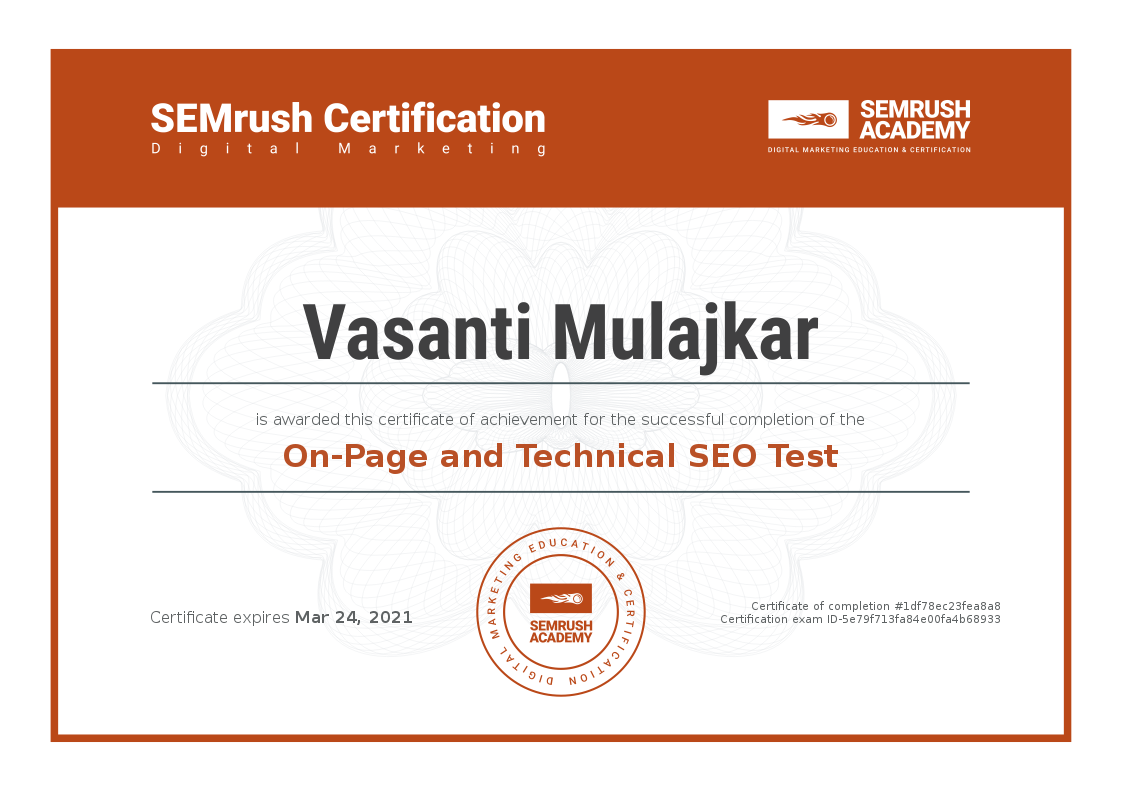 SEMrush Certification
Digital Marketing
SEMRUSH
ACADEMY
DIGITAL MARKETING EDUCATION & CERTIFICATION
Vasanti Mulajkar
is awarded this certificate of achievement for the successful completion of the
On-Page and Technical SEO Test
Certificate expires Mar 24, 2021
DIGITAL MARKETING EDUCATION & CERTIFICATION
SEMRUSH
ACADEMY
Certificate of completion #1df78ec23fea8a8
Certification exam ID-5e79f713fa84e00fa4b68933